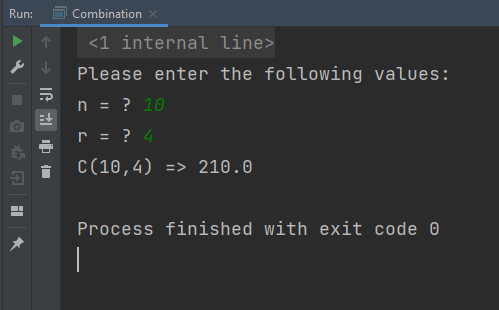 Run: Combination
<1 internal line>
Please enter the following values:
n = ? 10
r = ? 4
C(10,4) => 210.0
Process finished with exit code 0